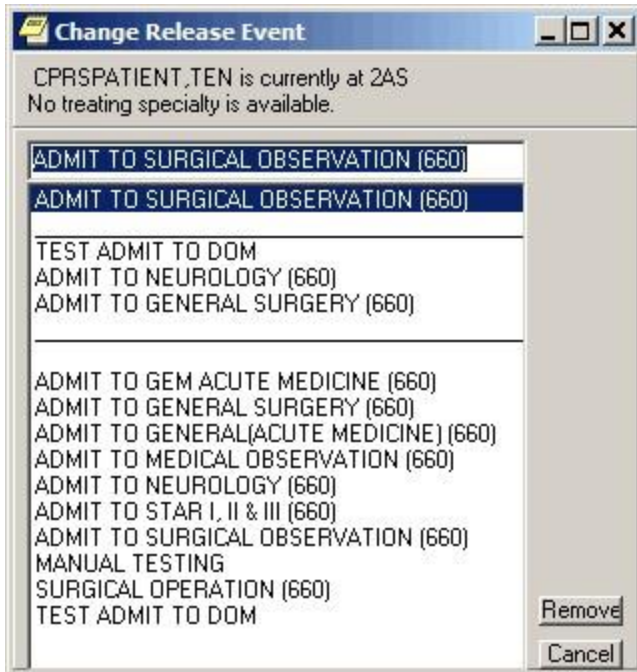 Change Release Event
CPRSPATIENT,TEN is currently at 2AS
No treating specialty is available.
ADMIT TO SURGICAL OBSERVATION (660)
ADMIT TO SURGICAL OBSERVATION (660)
TEST ADMIT TO DOM
ADMIT TO NEUROLOGY (660)
ADMIT TO GENERAL SURGERY (660)
ADMIT TO GEM ACUTE MEDICINE (660)
ADMIT TO GENERAL SURGERY (660)
ADMIT TO GENERAL(ACUTE MEDICINE) (660)
ADMIT TO MEDICAL OBSERVATION (660)
ADMIT TO NEUROLOGY (660)
ADMIT TO STAR I, II & III (660)
ADMIT TO SURGICAL OBSERVATION (660)
MANUAL TESTING
SURGICAL OPERATION (660)
TEST ADMIT TO DOM
Remove
Cancel